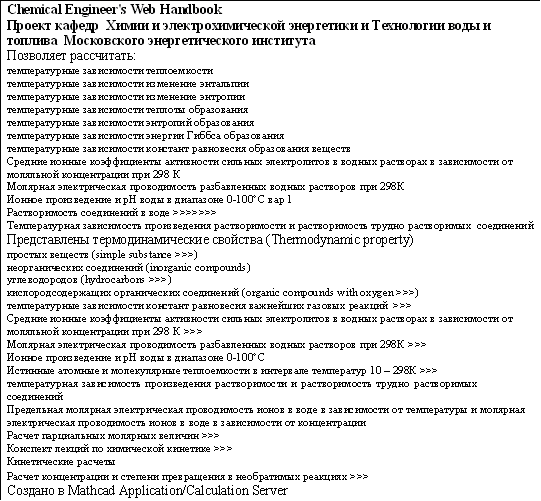 Chemical Engineer's Web Handbook
Проект кафедр Химии и электрохимической энергетики и Технологии воды и
топлива Московского энергетического института
Позволяет рассчитать:
температурные зависимости теплоемкости
температурные зависимости изменение энтальпии
температурные зависимости изменение энтропии
температурные зависимости теплоты образования
температурные зависимости энтропий образования
температурные зависимости энергии Гиббса образования
температурные зависимости констант равновесия образования веществ
Средние ионные коэффициенты активности сильных электролитов в водных растворах в зависимости от
моляльной концентрации при 298 К
Молярная электрическая проводимость разбавленных водных растворов при 298К
Ионное произведение и pH воды в диапазоне 0-100°С вар 1
Растворимость соединений в воде >>>>>>>
Температурная зависимость произведения растворимости и растворимость трудно растворимых соединений
Представлены термодинамические свойства (Thermodynamic property)
простых веществ (simple substance >>>)
неорганических соединений (inorganic compounds)
углеводородов (hydrocarbons >>>)
кислородсодержащих органических соединений (organic compounds with oxygen >>>)
температурные зависимости констант равновесия важнейших газовых реакций >>>
Средние ионные коэффициенты активности сильных электролитов в водных растворах в зависимости от
моляльной концентрации при 298 К >>>
Молярная электрическая проводимость разбавленных водных растворов при 298К >>>
Ионное произведение и pH воды в диапазоне 0-100°С
Истинные атомные и молекулярные теплоемкости в интервале температур 10 – 298К >>>
температурная зависимость произведения растворимости и растворимость трудно растворимых
соединений
Предельная молярная электрическая проводимость ионов в воде в зависимости от температуры и молярная
электрическая проводимость ионов в воде в зависимости от концентрации
Расчет парциальных молярных величин >>>
Конспект лекций по химической кинетике >>>
Кинетические расчеты
Расчет концентрации и степени превращения в необратимых реакциях >>>
Создано в Mathcad Application/Calculation Server